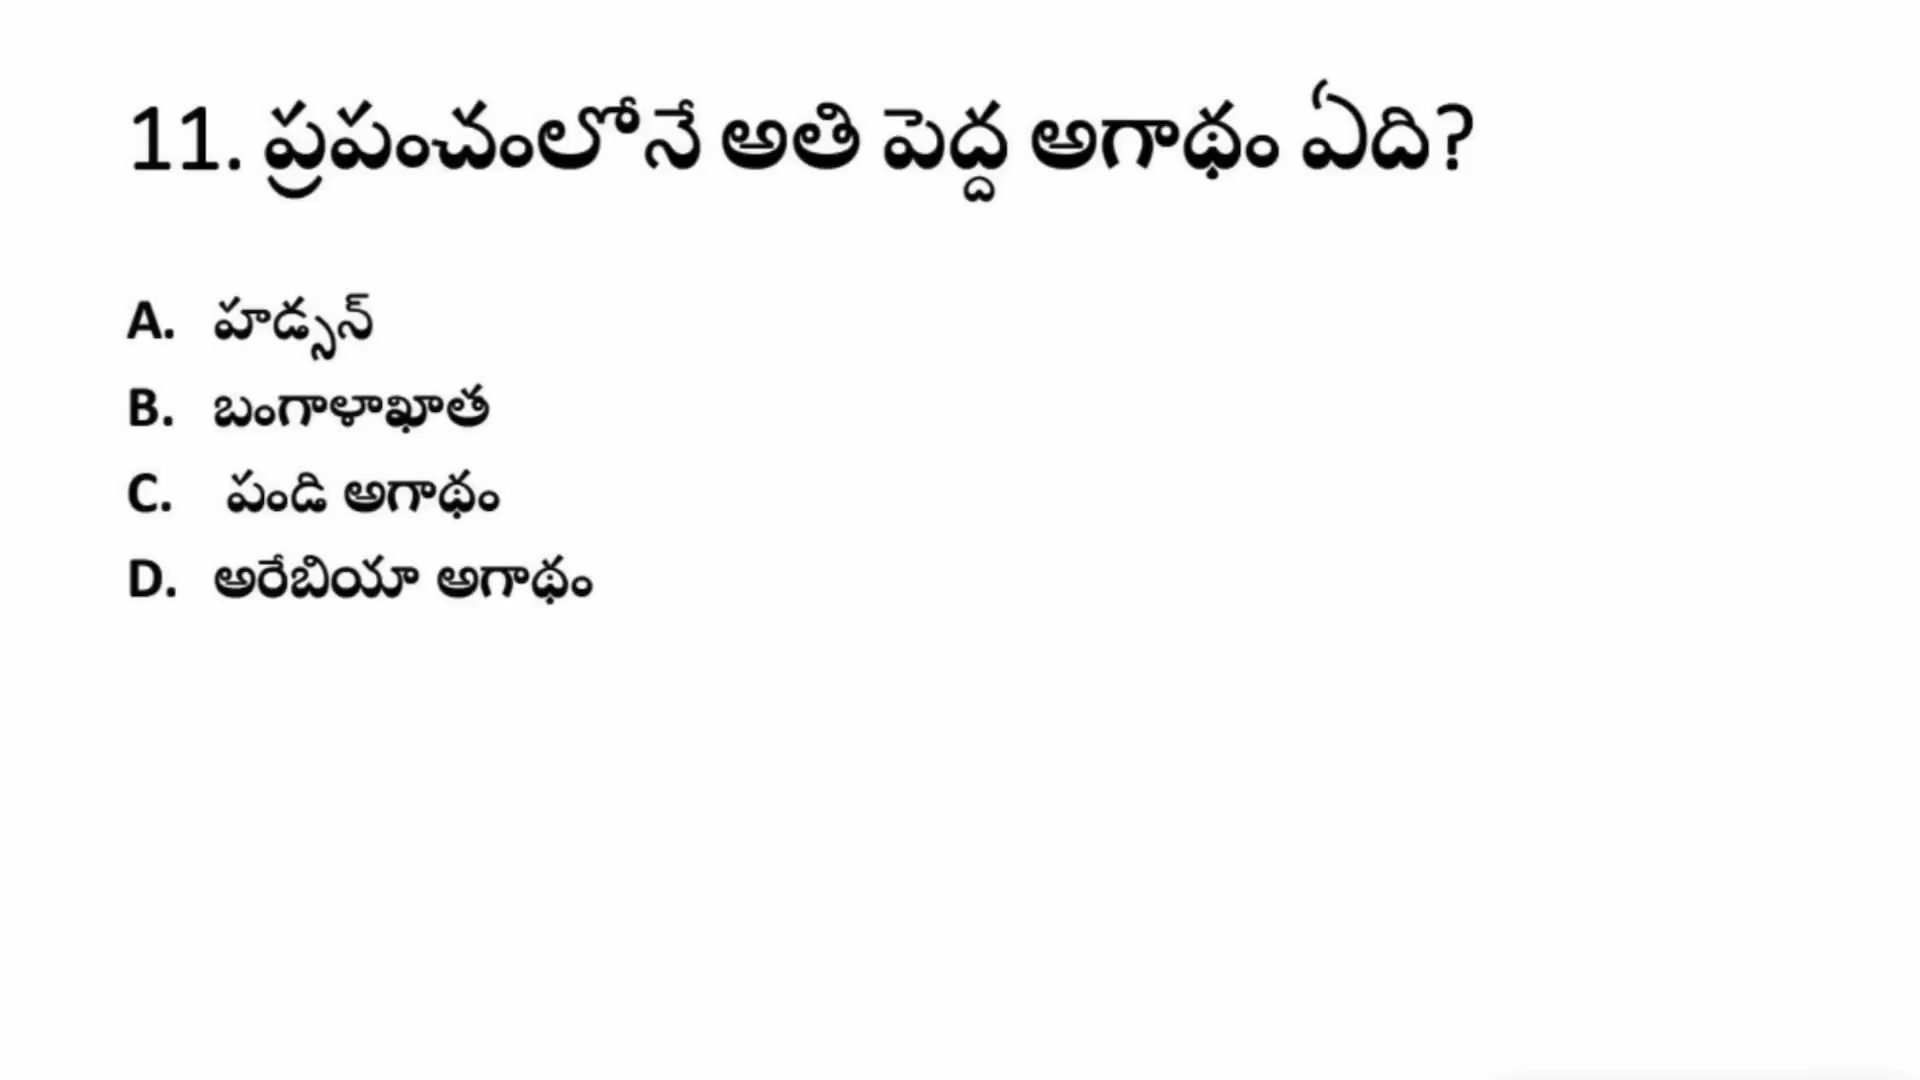 11. ప్రపంచంలోనే అతి పెద్ద అగాథం ఏది?
A. హడ్సన్
B. బంగాళాఖాత
C. పండి అగాథం
D. అరేబియా అగాథం